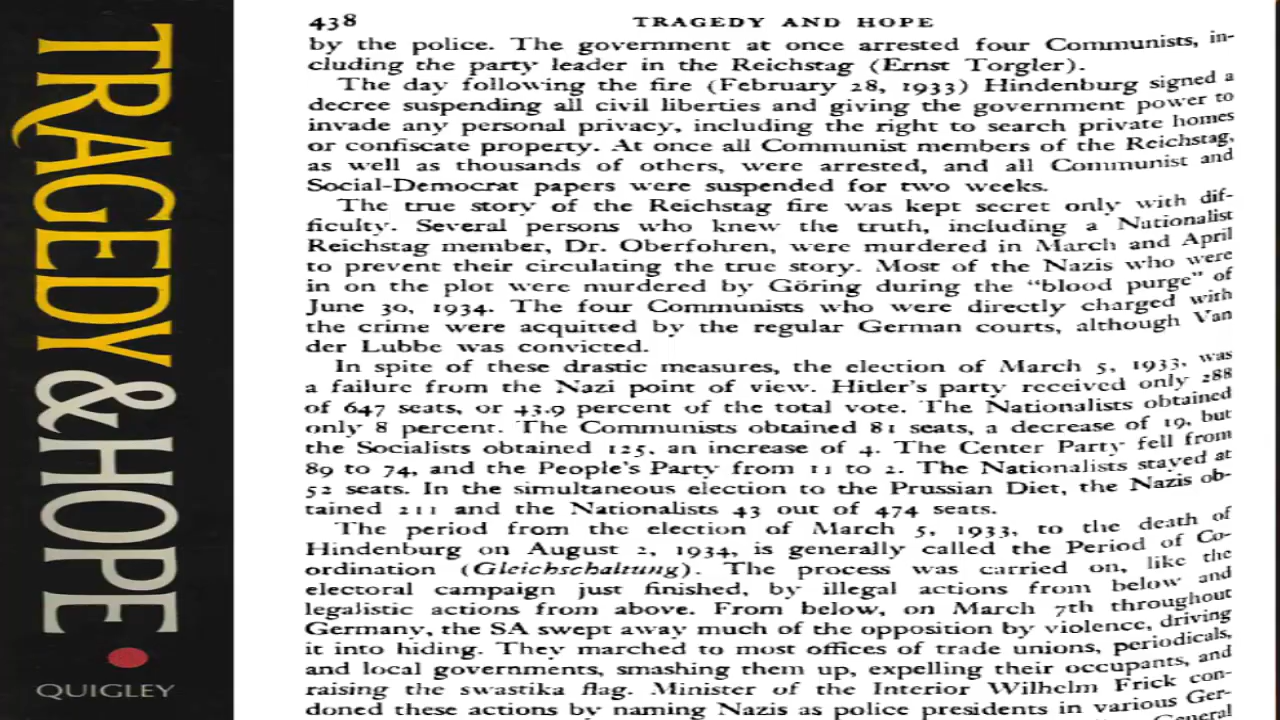 TRAGEDY & HOPE
QUIGLEY
438 TRAGEDY AND HOPE
by the police. The government at once arrested four Communists, in-
cluding the party leader in the Reichstag (Ernst Torgler).
The day following the fire (February 28, 1933) Hindenburg signed a
decree suspending all civil liberties and giving the government power to
invade any personal privacy, including the right to search private homes
or confiscate property. At once all Communist members of the Reichstag,
as well as thousands of others, were arrested, and all Communist and
Social-Democrat papers were suspended for two weeks.
The true story of the Reichstag fire was kept secret only with dif-
ficulty. Several persons who knew the truth, including a Nationalist
Reichstag member, Dr. Oberfohren, were murdered in March and April
to prevent their circulating the true story. Most of the Nazis who were
in on the plot were murdered by Göring during the "blood purge" of
June 30, 1934. The four Communists who were directly charged with
the crime were acquitted by the regular German courts, although Van
der Lubbe was convicted.
In spite of these drastic measures, the election of March 5, 1933, was
a failure from the Nazi point of view. Hitler's party received only 288
of 647 seats, or 43.9 percent of the total vote. The Nationalists obtained
only 8 percent. The Communists obtained 81 seats, a decrease of 19, but
the Socialists obtained 125, an increase of 4. The Center Party fell from
89 to 74, and the People's Party from 11 to 2. The Nationalists stayed at
52 seats. In the simultaneous election to the Prussian Diet, the Nazis ob-
tained 211 and the Nationalists 43 out of 474 seats.
The period from the election of March 5, 1933, to the death of
Hindenburg on August 2, 1934, is generally called the Period of Co-
ordination (Gleichschaltung). The process was carried on, like the
electoral campaign just finished, by illegal actions from below and
legalistic actions from above. From below, on March 7th throughout
Germany, the SA swept away much of the opposition by violence, driving
it into hiding. They marched to most offices of trade unions, periodicals,
and local governments, smashing them up, expelling their occupants, and
raising the swastika flag. Minister of the Interior Wilhelm Frick con-
doned these actions by naming Nazis as police presidents in various Ger-
General